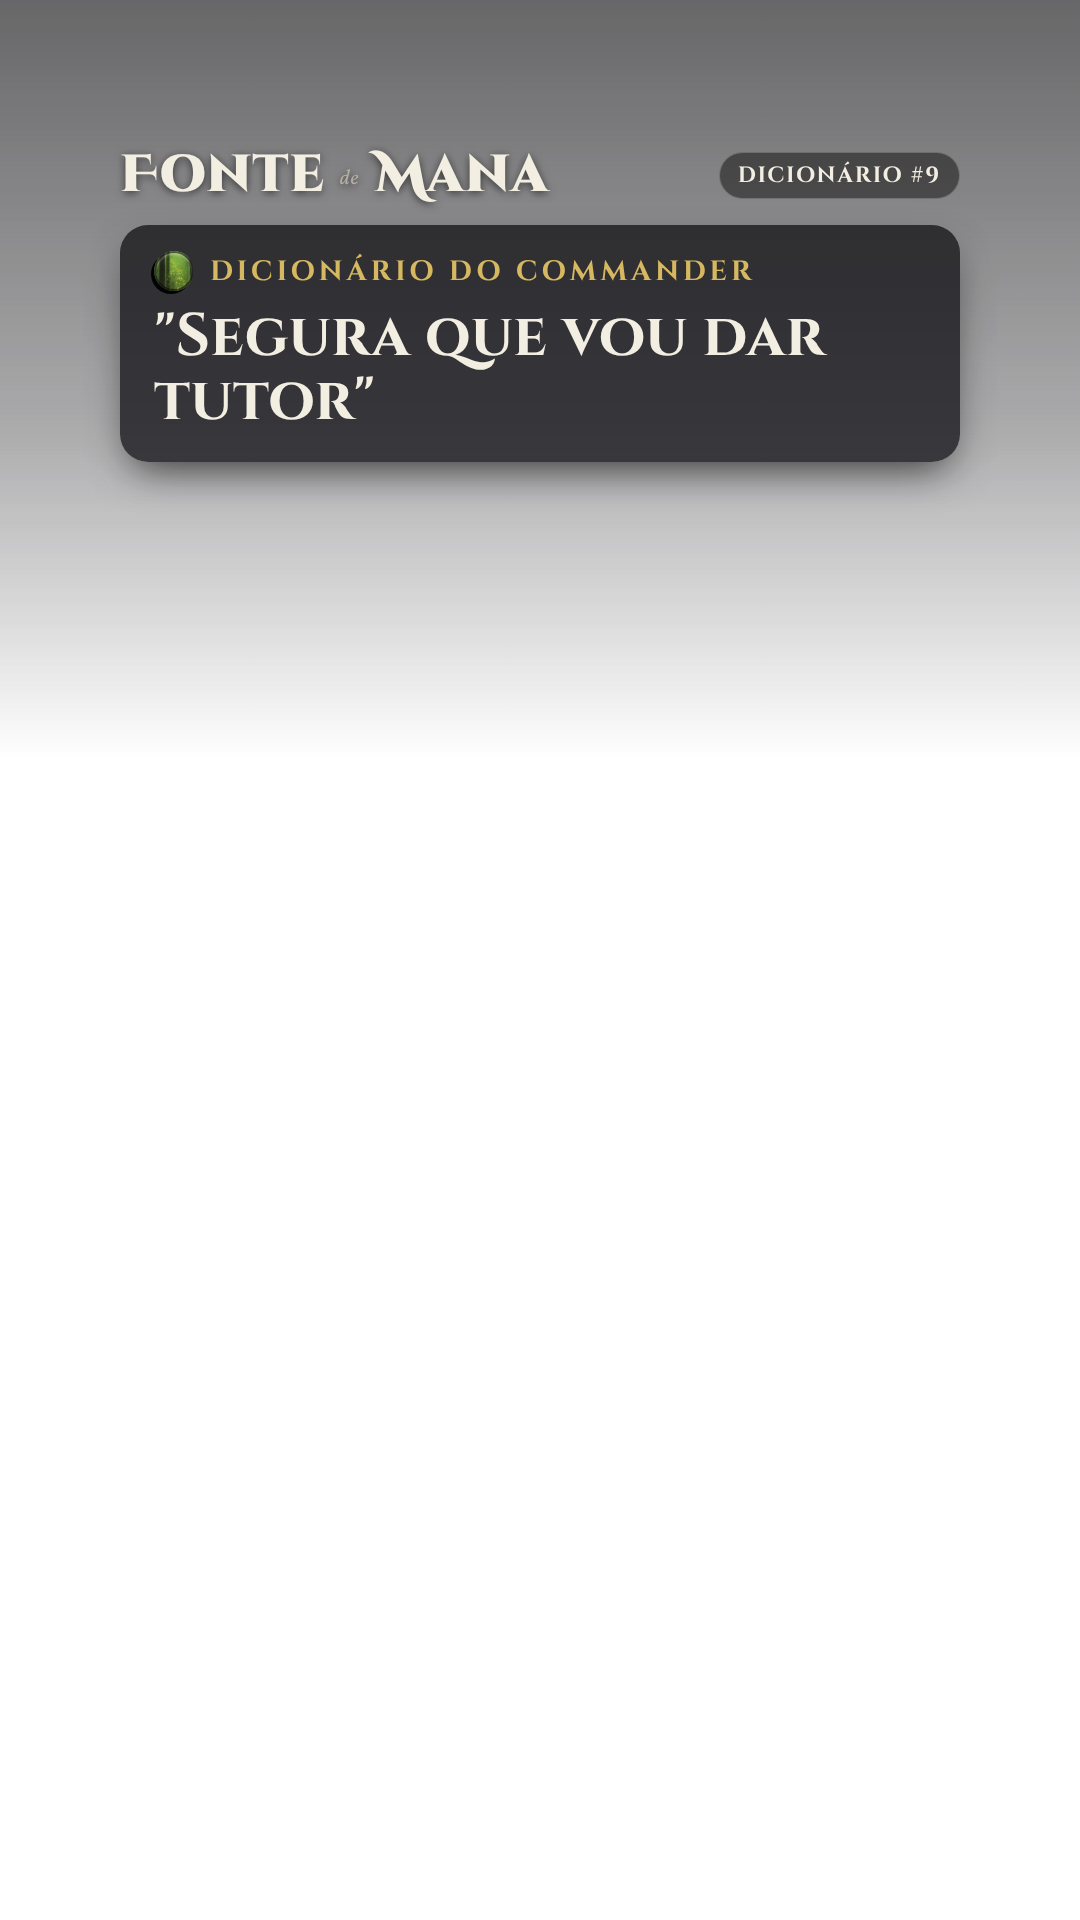 Fonte de Mana
DICIONÁRIO #9
DICIONÁRIO DO COMMANDER
"Segura que vou dar
tutor"